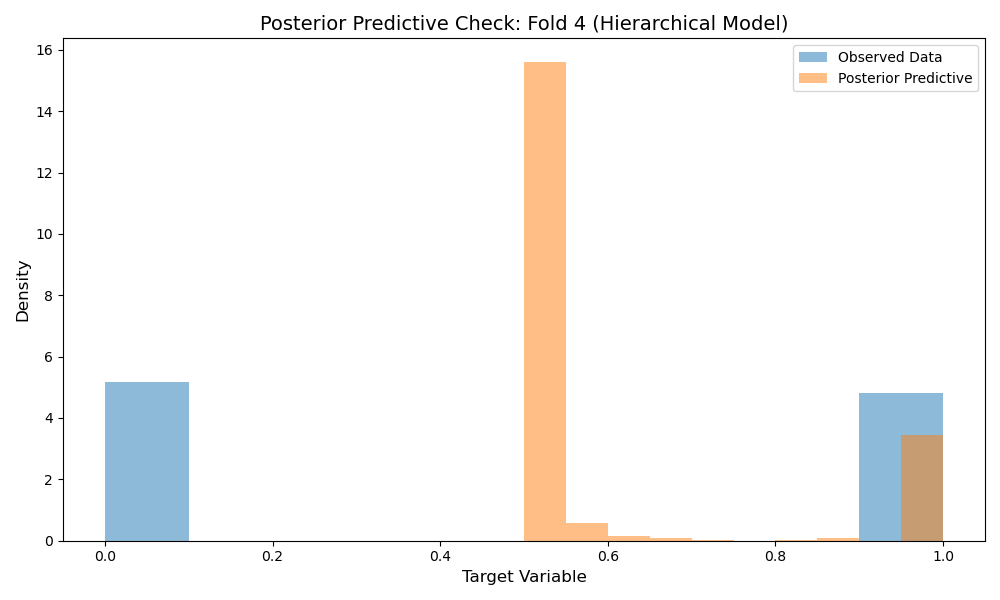 Posterior Predictive Check: Fold 4 (Hierarchical Model)
Observed Data
Posterior Predictive
Density
16
14
12
10
8
6
4
2
0
0.0 0.2 0.4 0.6 0.8 1.0
Target Variable